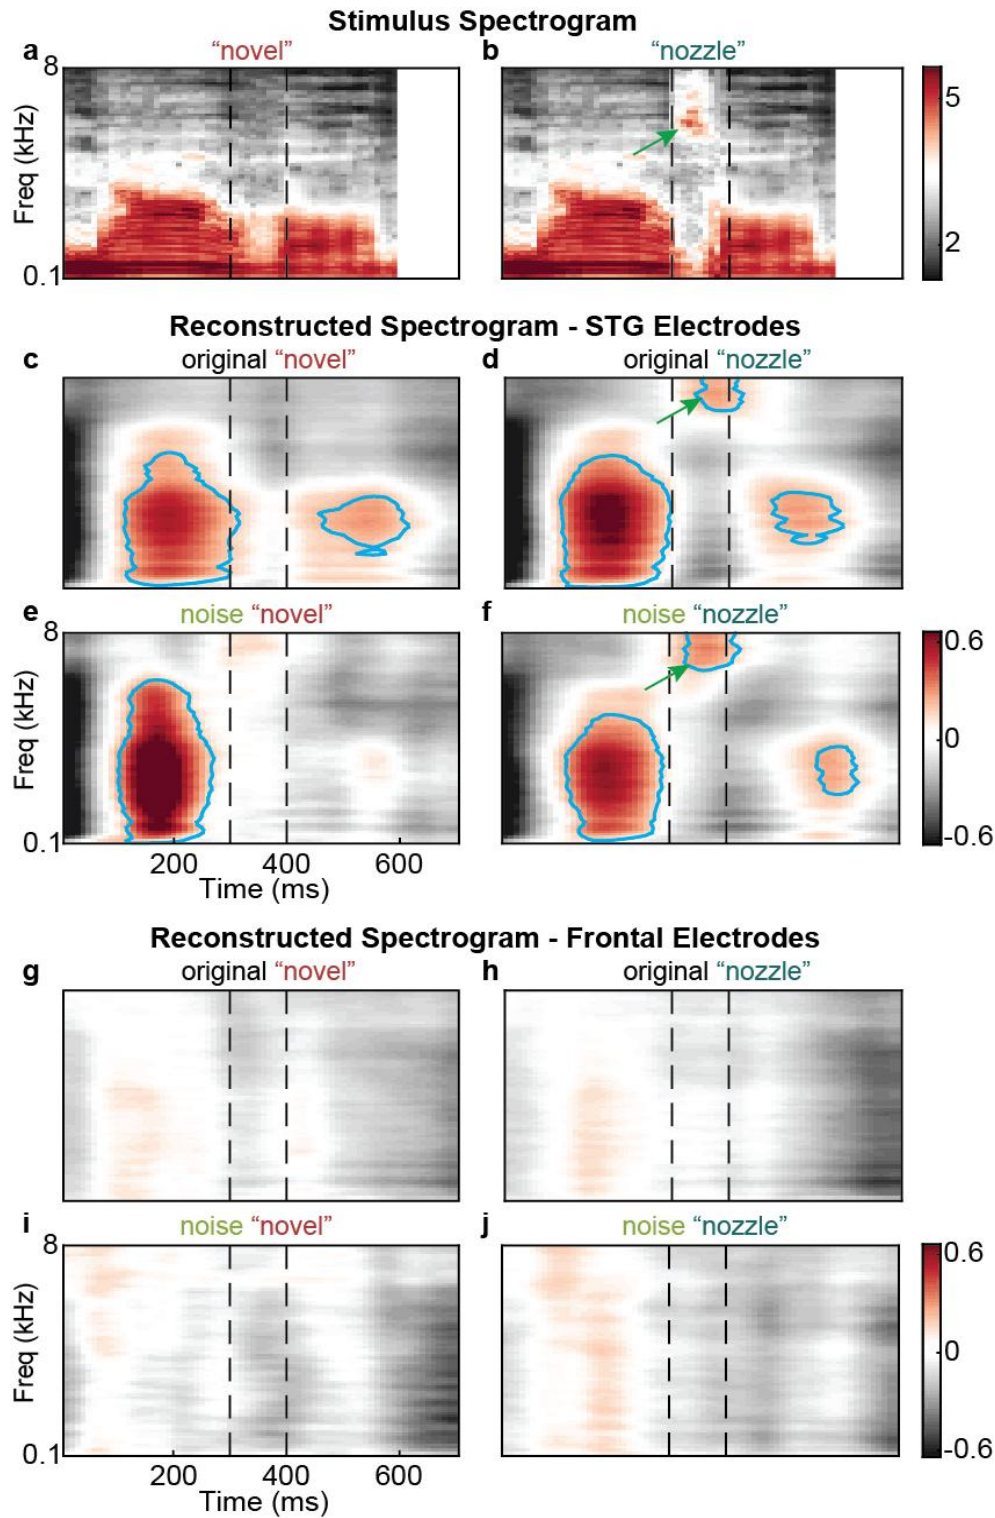 Stimulus Spectrogram
a “novel” b “nozzle”
8
Freq (kHz)
0.1
5
2
Reconstructed Spectrogram - STG Electrodes
c original “novel” d original “nozzle”
e noise “novel” f noise “nozzle”
8
Freq (kHz)
0.1
0.6
0
-0.6
200 400 600
Time (ms)
Reconstructed Spectrogram - Frontal Electrodes
g original “novel” h original “nozzle”
i noise “novel” j noise “nozzle”
8
Freq (kHz)
0.1
0.6
0
-0.6
200 400 600
Time (ms)